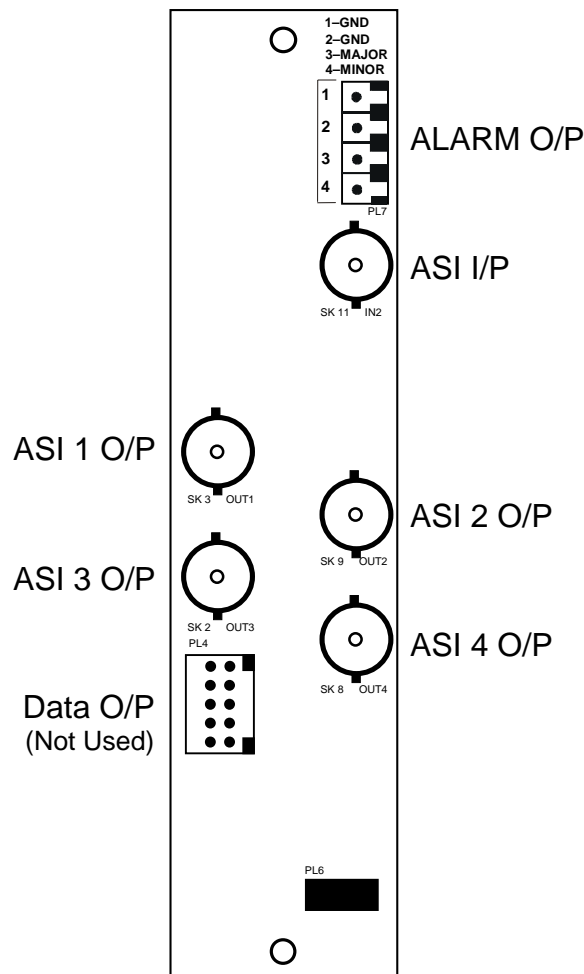 1–GND
2–GND
3–MAJOR
4–MINOR
1
2
3
4
ALARM O/P
PL7
ASI I/P
SK 11 IN2
ASI 1 O/P
SK 3 OUT1
ASI 2 O/P
SK 9 OUT2
ASI 3 O/P
SK 2 OUT3
PL4
ASI 4 O/P
SK 8 OUT4
Data O/P
(Not Used)
PL6